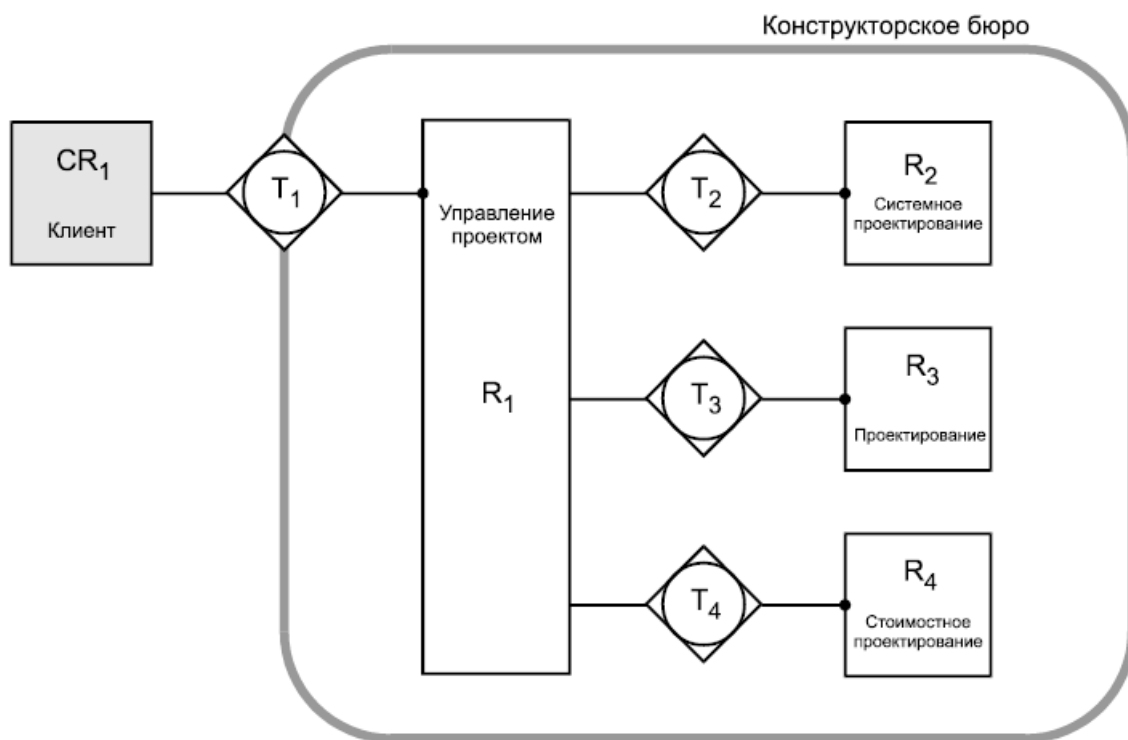 Конструкторское бюро
CR1
Клиент
T1
Управление
проектом
R1
T2
R2
Системное
проектирование
T3
R3
Проектирование
T4
R4
Стоимостное
проектирование